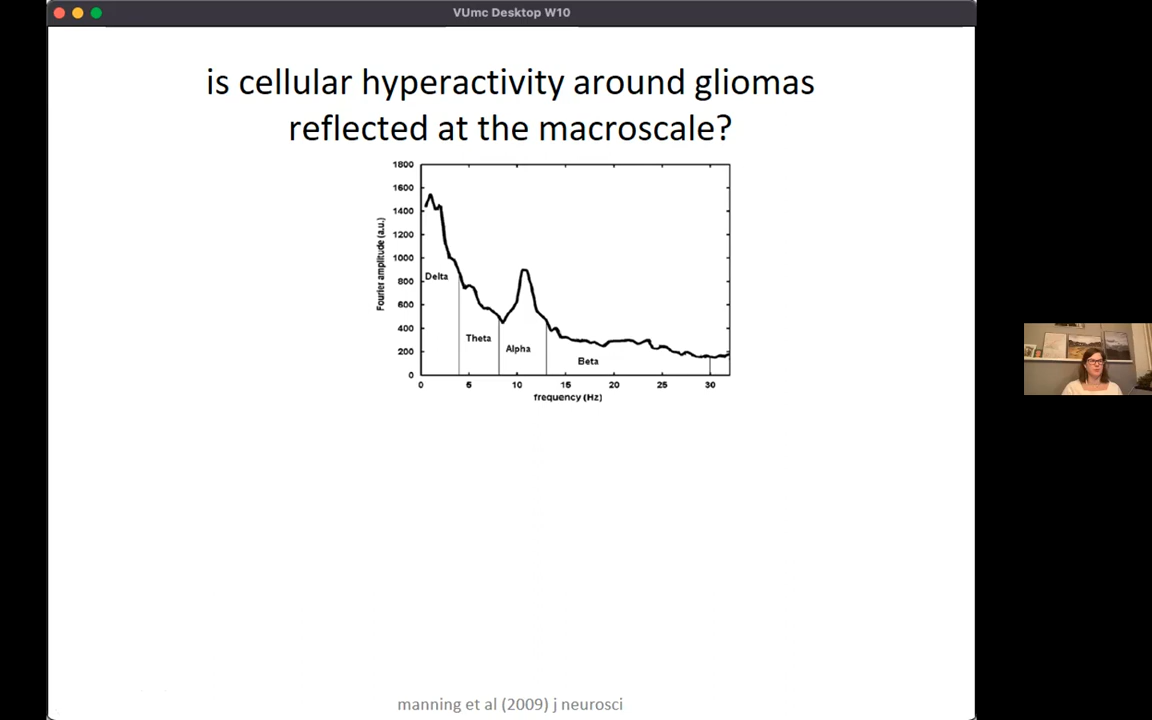 VUmc Desktop W10
is cellular hyperactivity around gliomas
reflected at the macroscale?
1800
1600
1400
1200
1000
800
600
400
200
0
Fourier amplitude (a.u.)
Delta
Theta
Alpha
Beta
0 5 10 15 20 25 30
frequency (Hz)
manning et al (2009) j neurosci